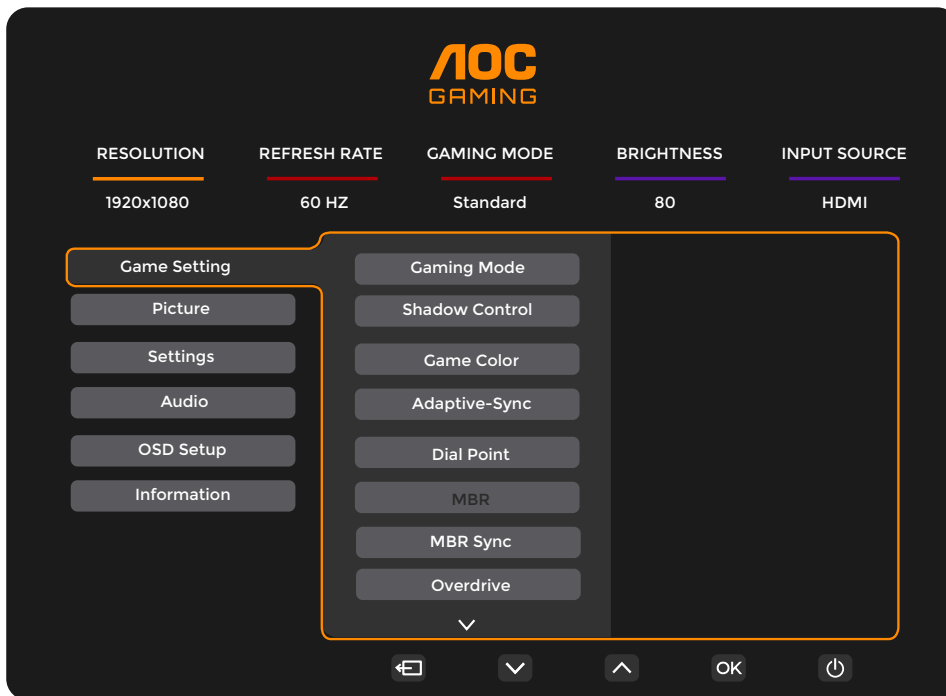 AOC
GAMING
RESOLUTION REFRESH RATE GAMING MODE BRIGHTNESS INPUT SOURCE
1920x1080 60 HZ Standard 80 HDMI
Game Setting Gaming Mode
Picture Shadow Control
Settings Game Color
Audio Adaptive-Sync
OSD Setup Dial Point
Information MBR
MBR Sync
Overdrive
OK